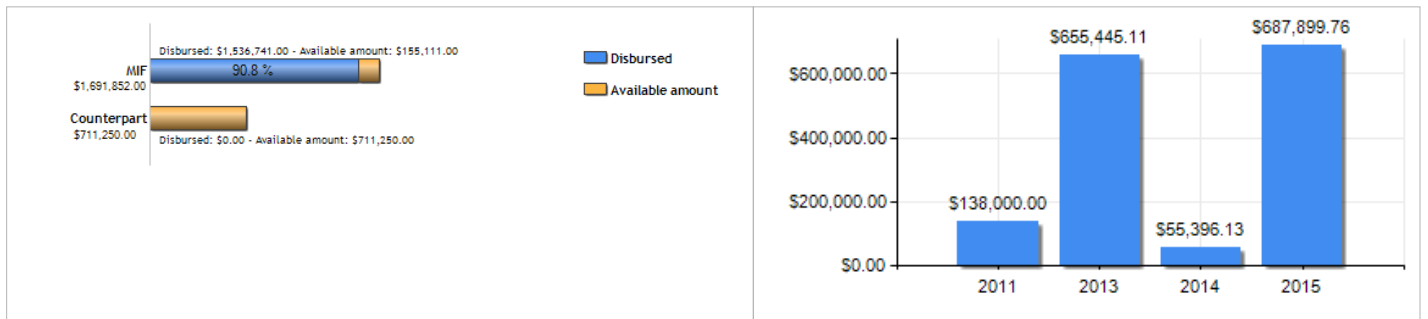 Disbursed: $1,536,741.00 - Available amount: $155,111.00
MIF
90.8 %
$1,691,852.00
Counterpart
$711,250.00
Disbursed: $0.00 - Available amount: $711,250.00
Disbursed
Available amount
$687,899.76
$655,445.11
$600,000.00
$400,000.00
$200,000.00
$138,000.00
$55,396.13
$0.00
2011 2013 2014 2015